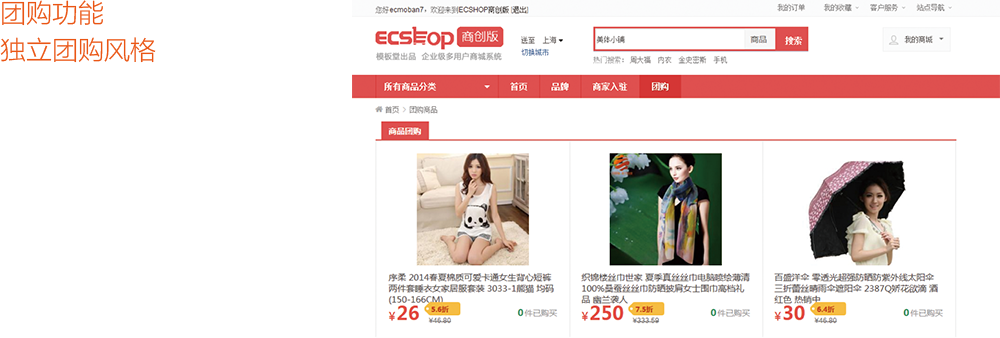 团购功能
独立团购风格
您好ecmoban7，欢迎来到ECSHOP商创版 [退出]
我的订单 我的收藏 客户服务 站点导航
ECSHOP 商创版
模板堂出品 企业级多用户商城系统
送至 上海
切换城市
美体小铺 商品 搜索
热门搜索： 周大福 内衣 金史密斯 手机
我的商城
所有商品分类 首页 品牌 商家入驻 团购
首页 > 团购商品
商品团购
序柔 2014春夏棉质可爱卡通女生背心短裤
两件套睡衣女家居服套装 3033-1熊猫 均码
(150-166CM)
¥26 5.6折
¥46.80
0件已购买
织锦楼丝巾世家 夏季真丝丝巾电脑喷绘薄清
100%桑蚕丝丝巾防晒披肩女士围巾高档礼
品 幽兰袭人
¥250 7.5折
¥333.59
0件已购买
百盛洋伞 零透光超强防晒防紫外线太阳伞
三折蕾丝晴雨伞遮阳伞 2387Q娇花欲滴 酒
红色 热销中
¥30 6.4折
¥46.80
0件已购买